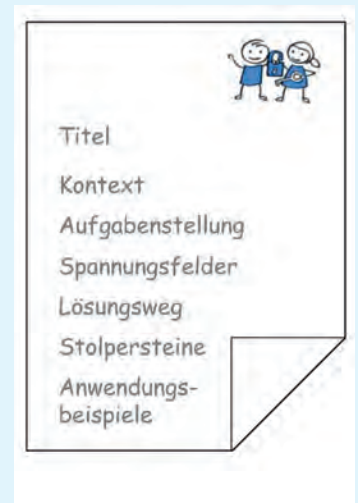 Titel
Kontext
Aufgabenstellung
Spannungsfelder
Lösungsweg
Stolpersteine
Anwendungs-
beispiele